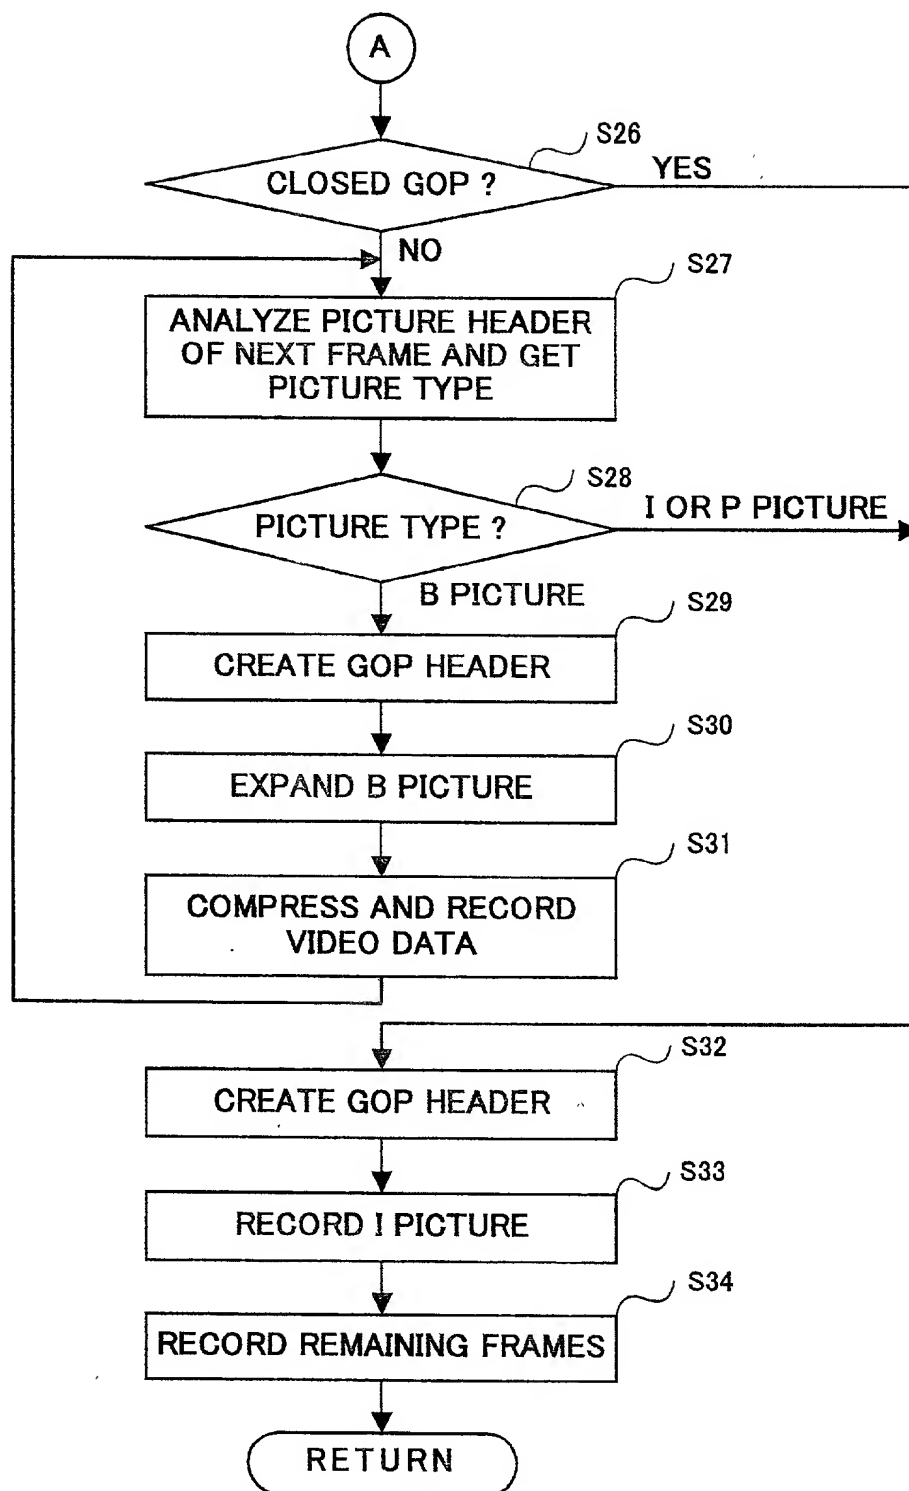 A
S26
CLOSED GOP ?
YES
NO
S27
ANALYZE PICTURE HEADER
OF NEXT FRAME AND GET
PICTURE TYPE
S28
PICTURE TYPE ?
I OR P PICTURE
B PICTURE
S29
CREATE GOP HEADER
S30
EXPAND B PICTURE
S31
COMPRESS AND RECORD
VIDEO DATA
S32
CREATE GOP HEADER
S33
RECORD I PICTURE
S34
RECORD REMAINING FRAMES
RETURN